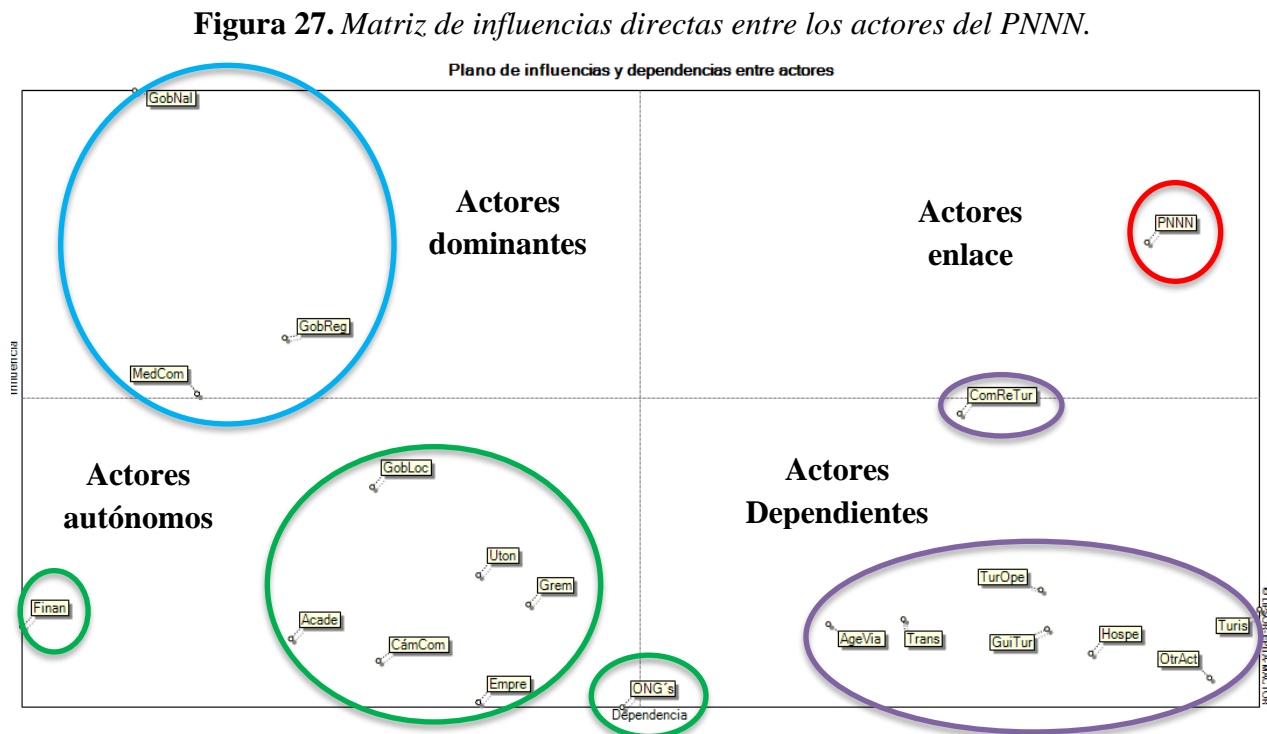 Figura 27. Matriz de influencias directas entre los actores del PNNN.
Plano de influencias y dependencias entre actores
GobNal
Actores
dominantes
Actores
enlace
PNNN
GobReg
Influencia
MedCom
ComReTur
Actores
autónomos
GobLoc
Actores
Dependientes
Uton
Grem
TurOpe
Finan
Acade
CámCom
AgeVia
Trans
GuiTur
Hospe
Turis
OtrAct
Empre
ONG´s
Dependencia